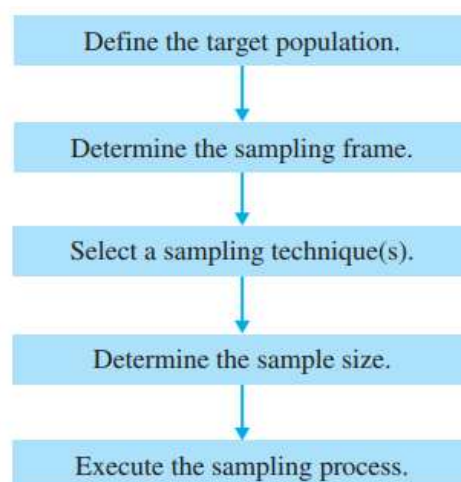 Define the target population.
Determine the sampling frame.
Select a sampling technique(s).
Determine the sample size.
Execute the sampling process.